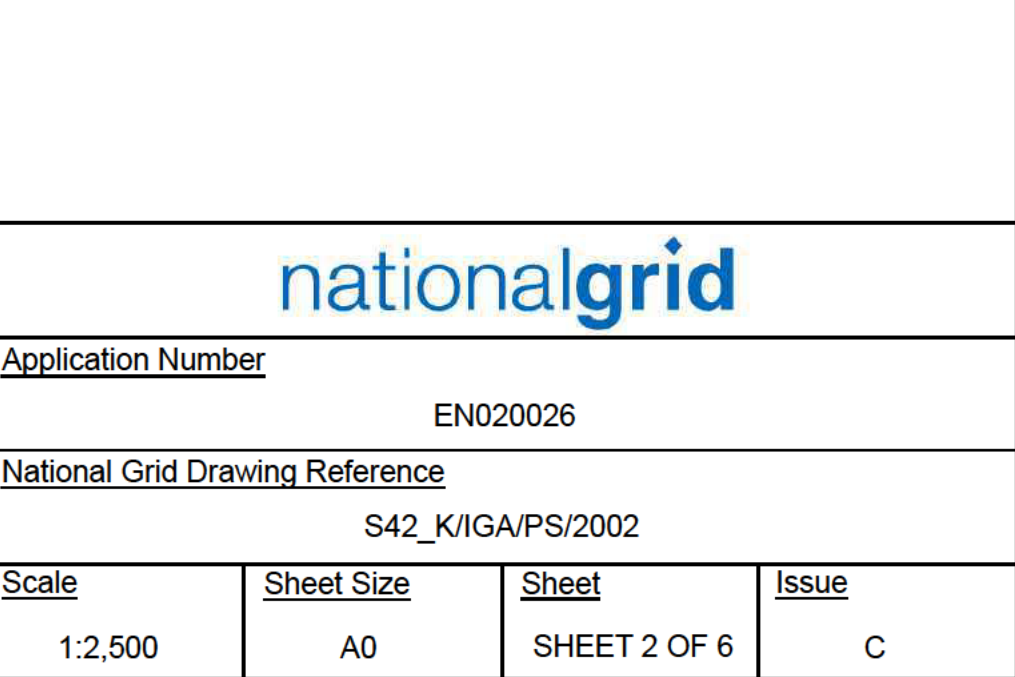 nationalgrid
Application Number
EN020026
National Grid Drawing Reference
S42_K/IGA/PS/2002
Scale Sheet Size Sheet Issue
1:2,500 A0 SHEET 2 OF 6 C